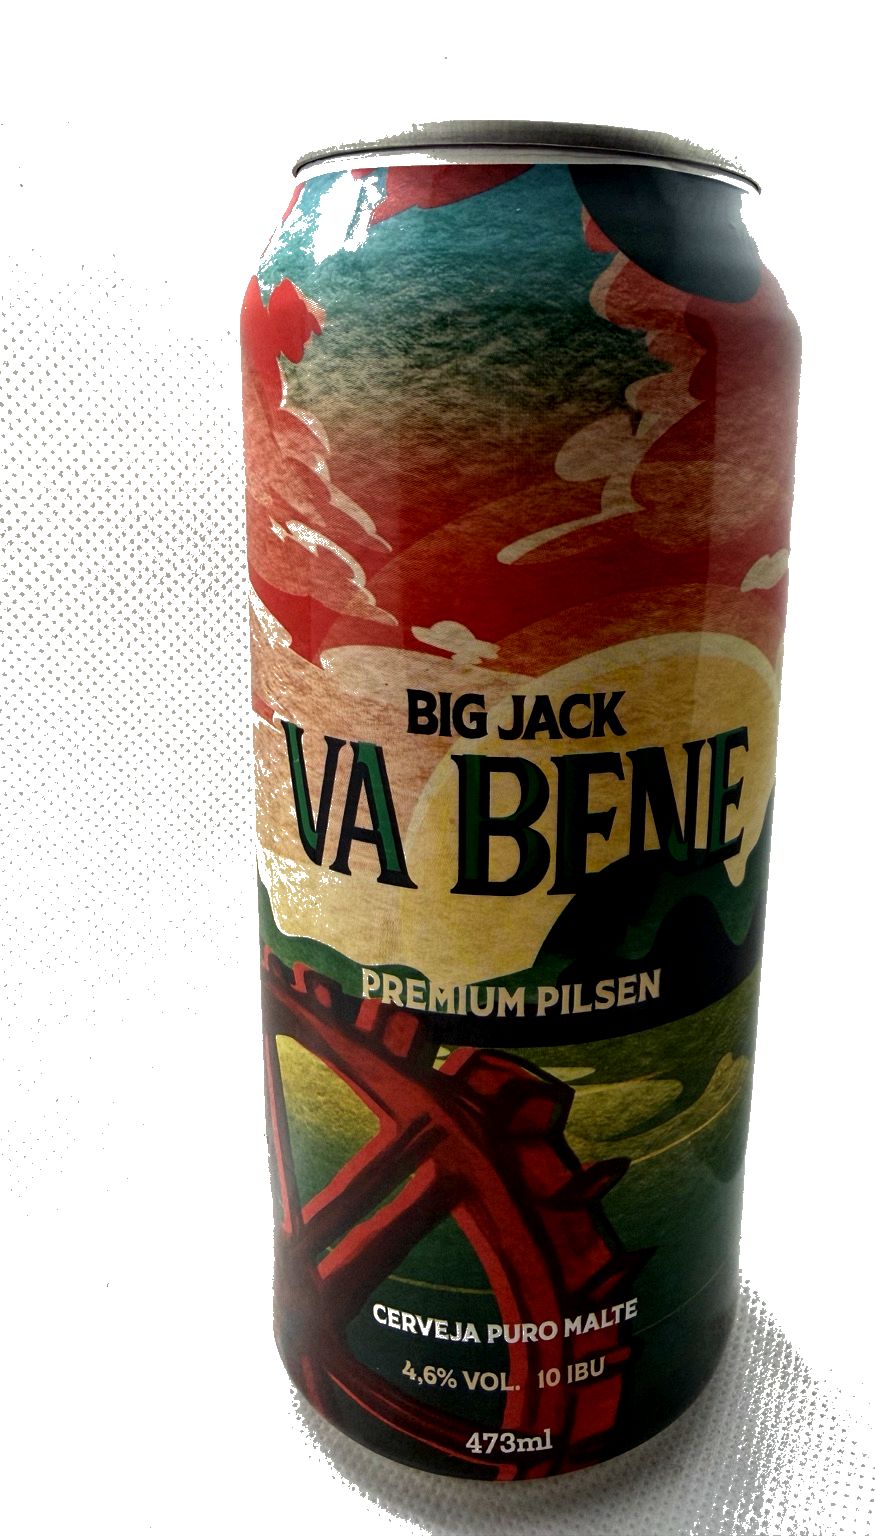 BIG JACK
VA BENE
PREMIUM PILSEN
CERVEJA PURO MALTE
4,6% VOL. 10 IBU
473ml